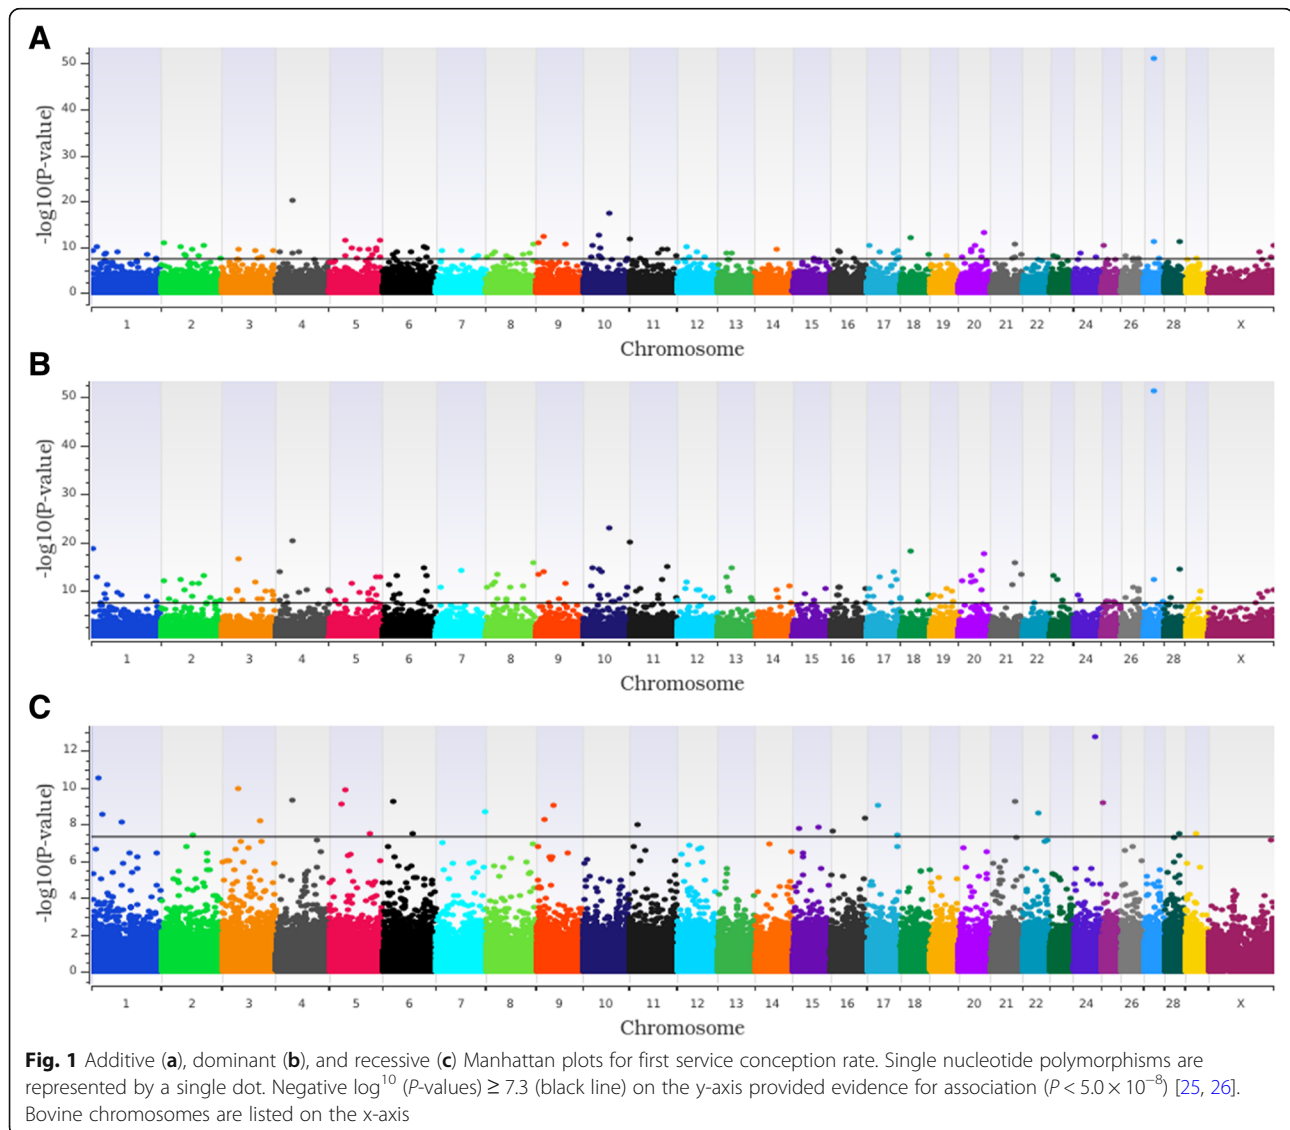 A
-log10(P-value)
50
40
30
20
10
0
1 2 3 4 5 6 7 8 9 10 11 12 13 14 15 16 17 18 19 20 21 22 24 26 28 X
Chromosome
B
-log10(P-value)
50
40
30
20
10
1 2 3 4 5 6 7 8 9 10 11 12 13 14 15 16 17 18 19 20 21 22 24 26 28 X
Chromosome
C
-log10(P-value)
12
10
8
6
4
2
0
1 2 3 4 5 6 7 8 9 10 11 12 13 14 15 16 17 18 20 21 22 24 26 28 X
Chromosome
Fig. 1 Additive (a), dominant (b), and recessive (c) Manhattan plots for first service conception rate. Single nucleotide polymorphisms are
represented by a single dot. Negative log¹⁰ (P-values) ≥ 7.3 (black line) on the y-axis provided evidence for association (P < 5.0 × 10⁻⁸) [25, 26].
Bovine chromosomes are listed on the x-axis